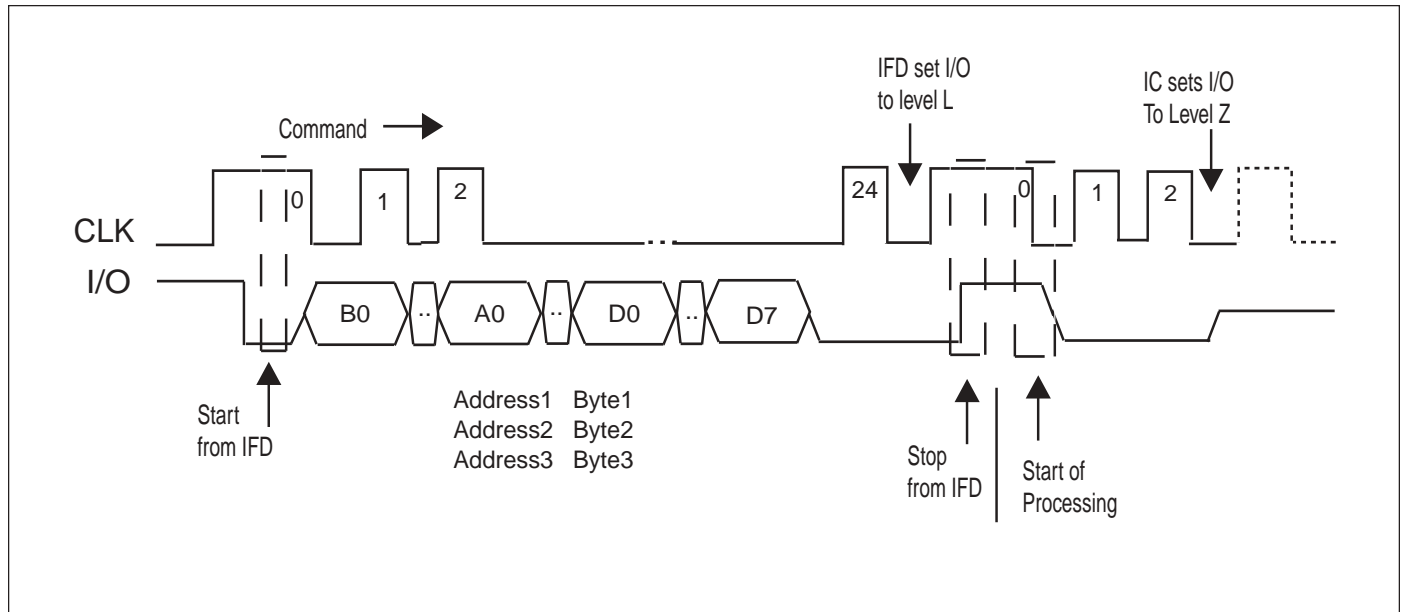 IFD set I/O
to level L
IC sets I/O
To Level Z
Command
0
1
2
24
0
1
2
CLK
I/O
B0
..
A0
..
D0
..
D7
Start
from IFD
Address1 Byte1
Address2 Byte2
Address3 Byte3
Stop
from IFD
Start of
Processing